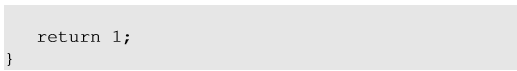 return 1;
}